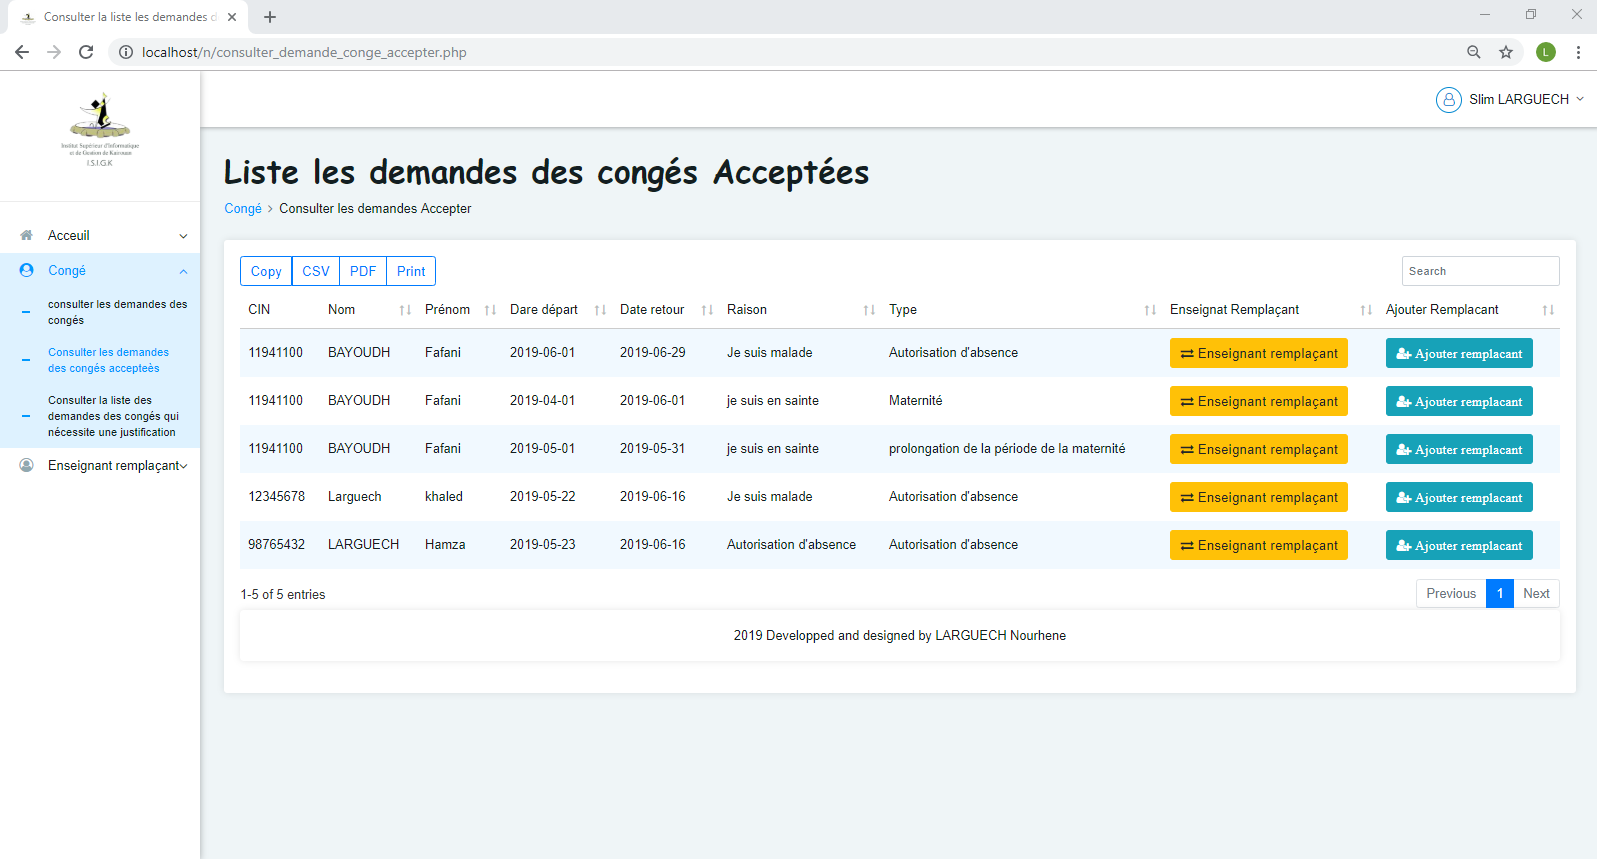 Consulter la liste les demandes d
localhost/n/consulter_demande_conge_accepter.php
L
Institut Supérieur d'Informatique
et de Gestion de Kairouan
I.S.I.G.K
Slim LARGUECH
Acceuil
Congé
consulter les demandes des
congés
Consulter les demandes
des congés accepteès
Consulter la liste des
demandes des congés qui
nécessite une justification
Enseignant remplaçant
Liste les demandes des congés Acceptées
Congé > Consulter les demandes Accepter
Copy CSV PDF Print
Search
CIN Nom Prénom Dare départ Date retour Raison Type Enseignat Remplaçant Ajouter Remplacant
11941100 BAYOUDH Fafani 2019-06-01 2019-06-29 Je suis malade Autorisation d'absence Enseignant remplaçant Ajouter remplacant
11941100 BAYOUDH Fafani 2019-04-01 2019-06-01 je suis en sainte Maternité Enseignant remplaçant Ajouter remplacant
11941100 BAYOUDH Fafani 2019-05-01 2019-05-31 je suis en sainte prolongation de la période de la maternité Enseignant remplaçant Ajouter remplacant
12345678 Larguech khaled 2019-05-22 2019-06-16 Je suis malade Autorisation d'absence Enseignant remplaçant Ajouter remplacant
98765432 LARGUECH Hamza 2019-05-23 2019-06-16 Autorisation d'absence Autorisation d'absence Enseignant remplaçant Ajouter remplacant
1-5 of 5 entries
Previous 1 Next
2019 Developped and designed by LARGUECH Nourhene